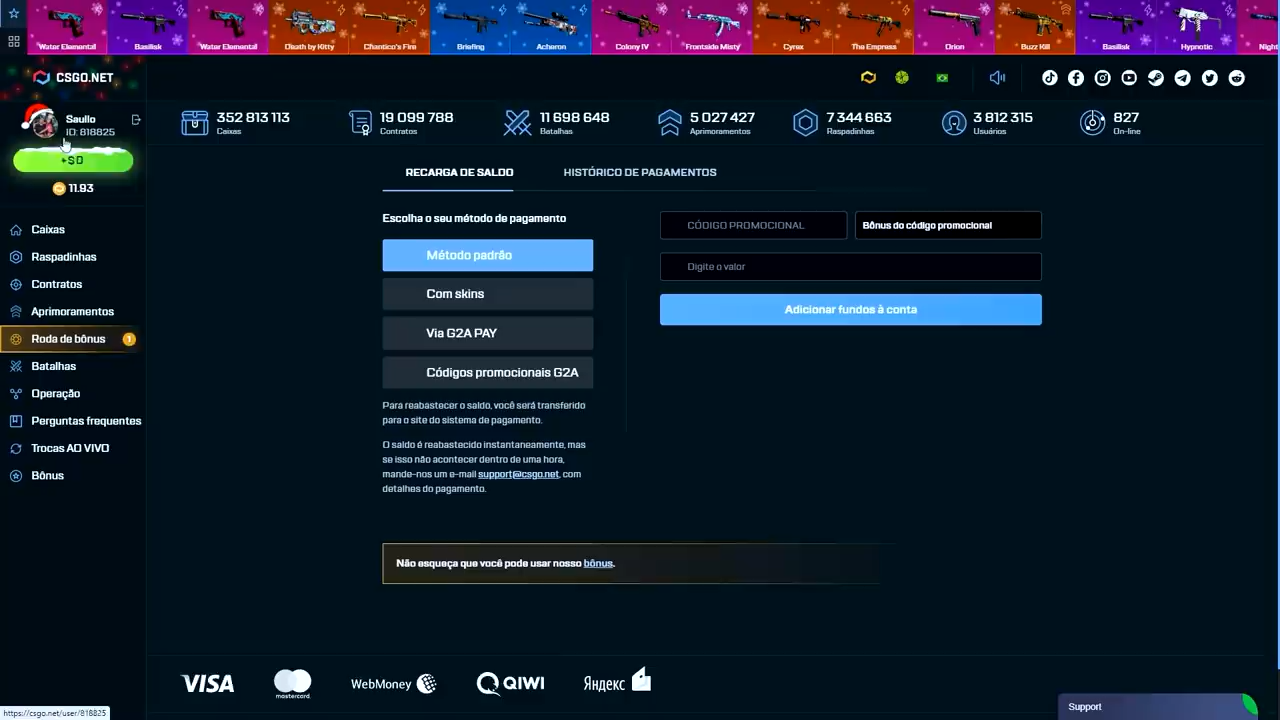 Water Elemental
Basilisk
Water Elemental
Death by Kitty
Chantico's Fire
Briefing
Acheron
Colony IV
Frontside Misty
Cyrex
The Empress
Orion
Buzz Kill
Basilisk
Hypnotic
CSGO.NET
Saullo
ID: 818825
+$0
11.93
352 813 113
Caixas
19 099 788
Contratos
11 698 648
Batalhas
5 027 427
Aprimoramentos
7 344 663
Raspadinhas
3 812 315
Usuários
827
On-line
Caixas
Raspadinhas
Contratos
Aprimoramentos
Roda de bônus 1
Batalhas
Operação
Perguntas frequentes
Trocas AO VIVO
Bônus
RECARGA DE SALDO
HISTÓRICO DE PAGAMENTOS
Escolha o seu método de pagamento
Método padrão
Com skins
Via G2A PAY
Códigos promocionais G2A
Para reabastecer o saldo, você será transferido
para o site do sistema de pagamento.
O saldo é reabastecido instantaneamente, mas
se isso não acontecer dentro de uma hora,
mande-nos um e-mail support@csgo.net, com
detalhes do pagamento.
CÓDIGO PROMOCIONAL
Bônus do código promocional
Digite o valor
Adicionar fundos à conta
Não esqueça que você pode usar nosso bônus.
VISA
mastercard.
WebMoney
QIWI
Яндекс
Support
https://csgo.net/user/818825